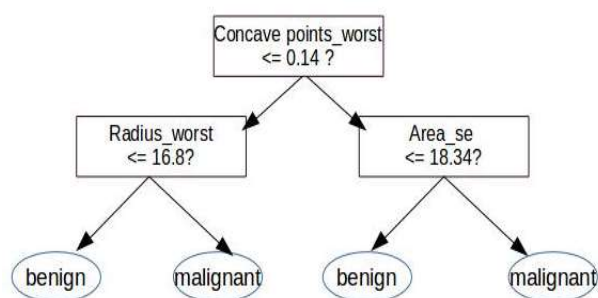 Concave points_worst
<= 0.14 ?
Radius_worst
<= 16.8?
Area_se
<= 18.34?
benign
malignant
benign
malignant